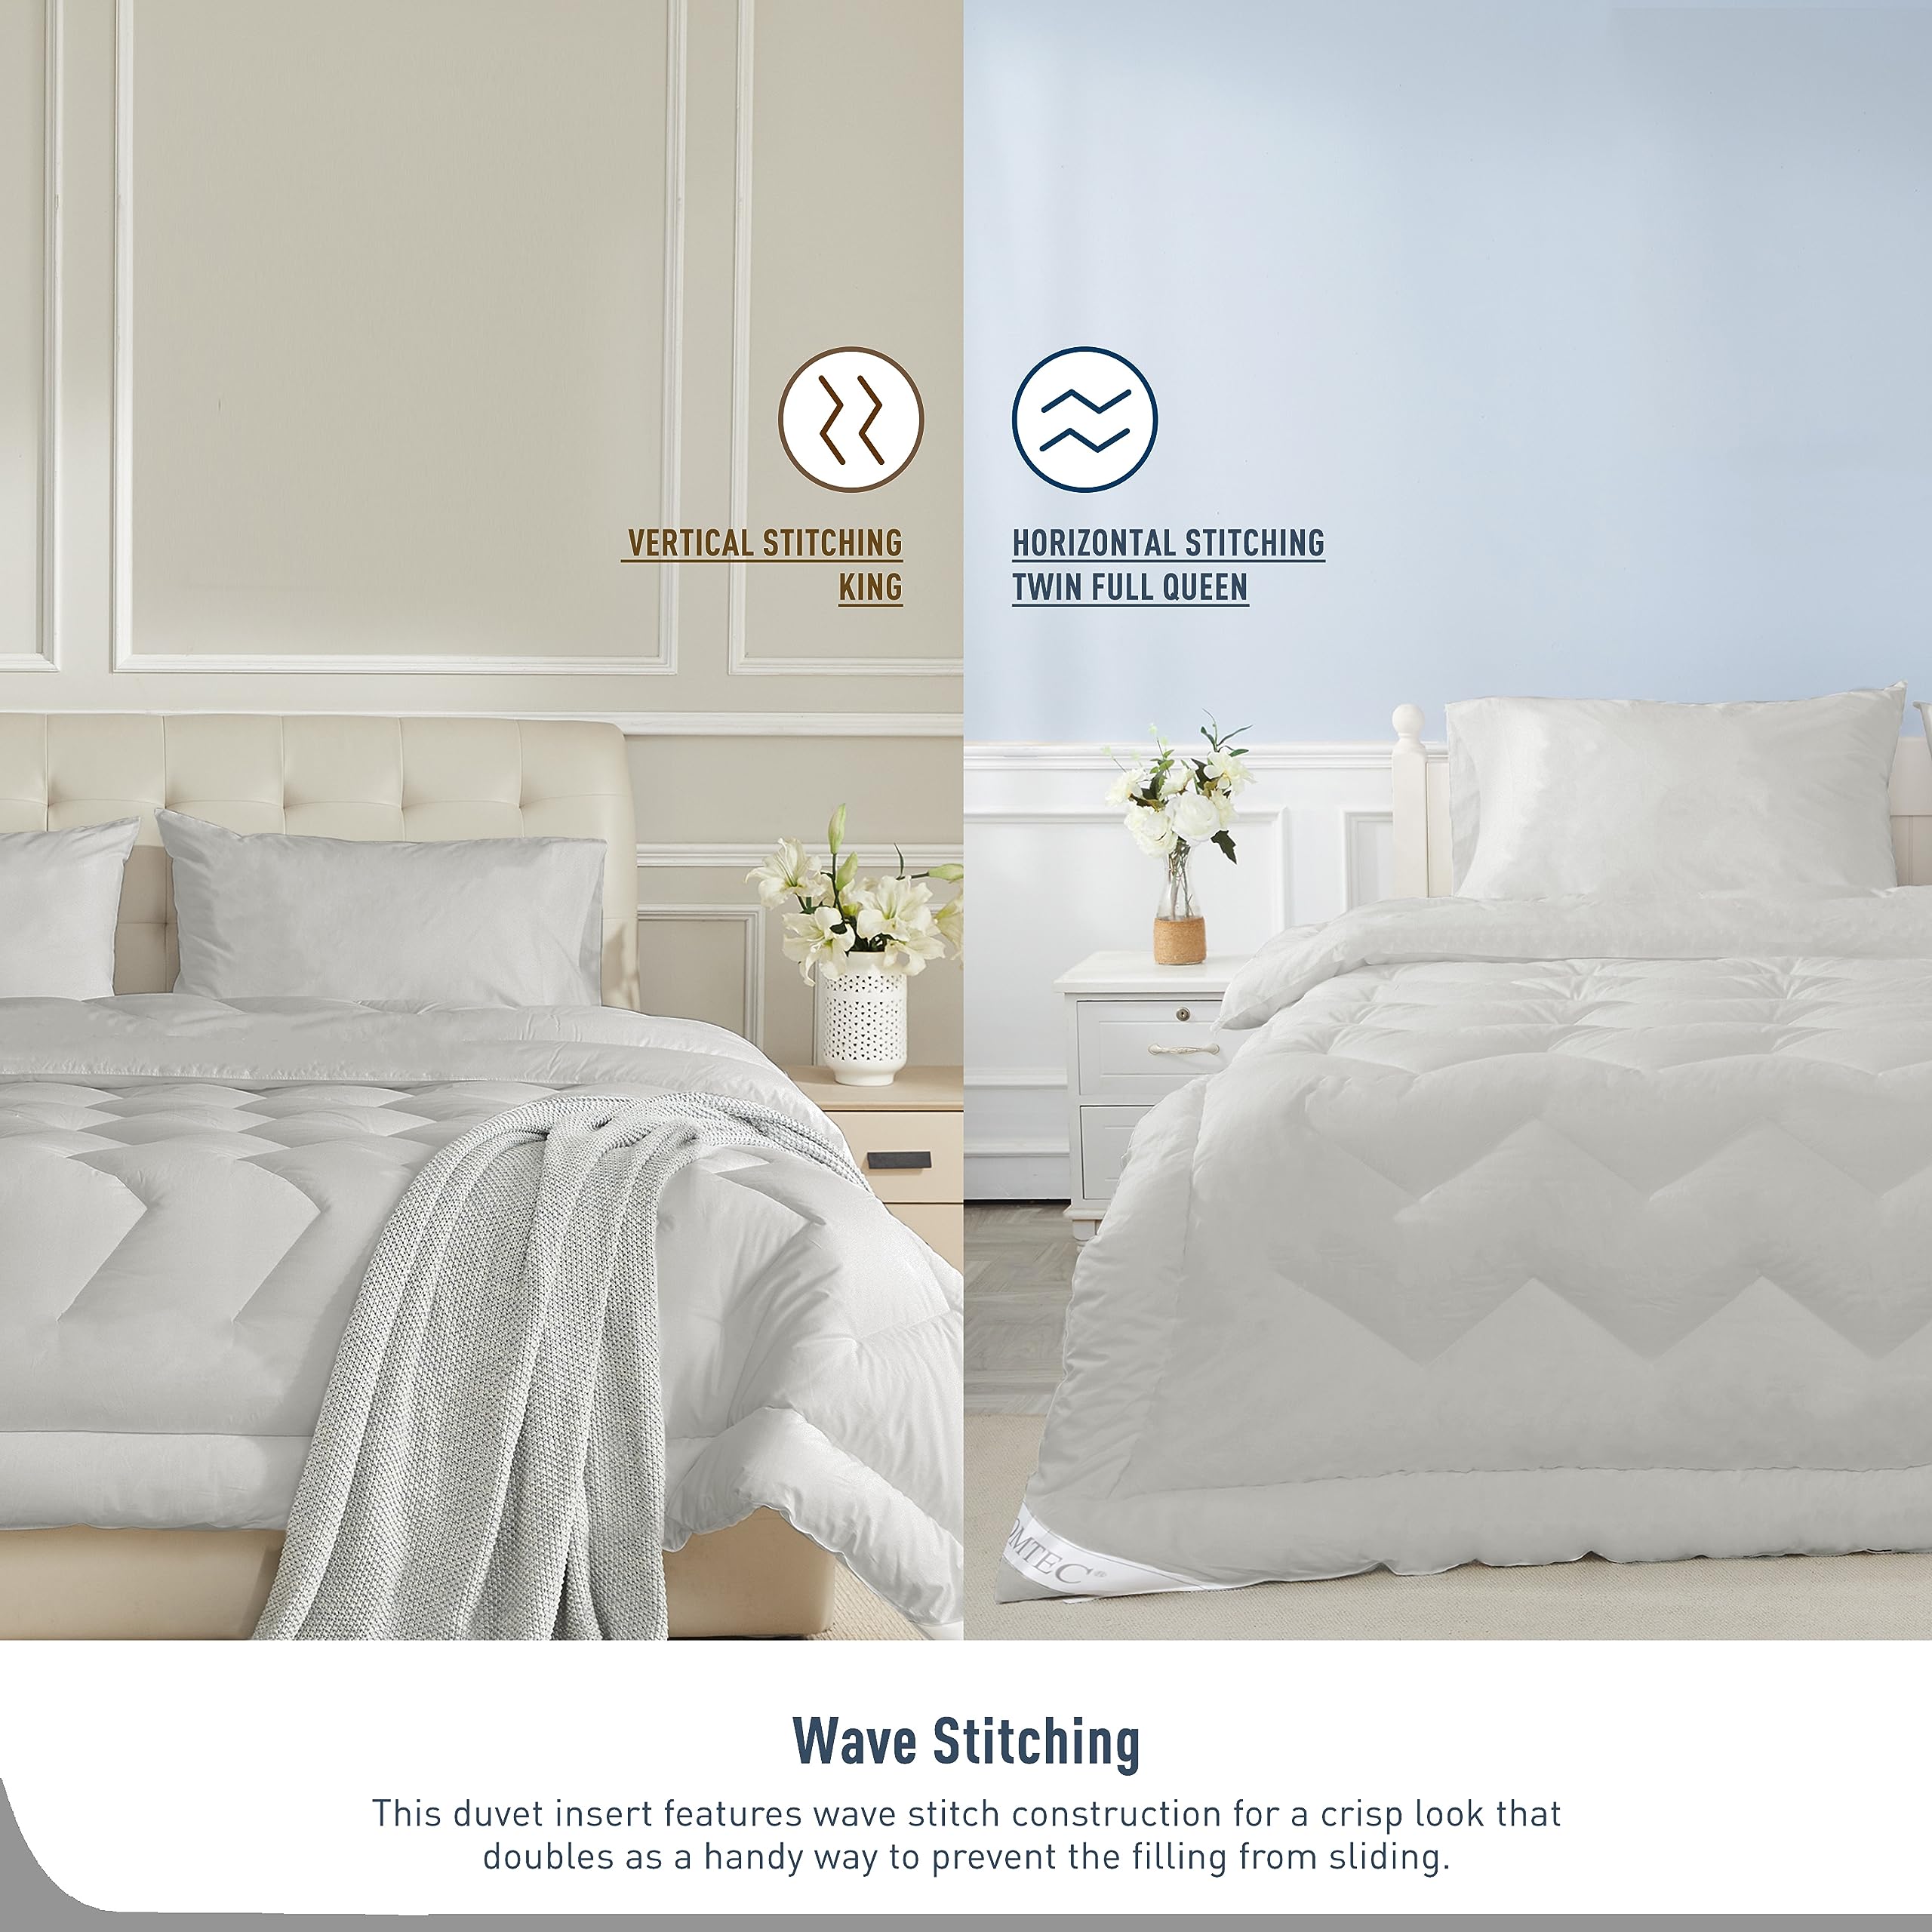 VERTICAL STITCHING
KING
HORIZONTAL STITCHING
TWIN FULL QUEEN
Wave Stitching
This duvet insert features wave stitch construction for a crisp look that
doubles as a handy way to prevent the filling from sliding.